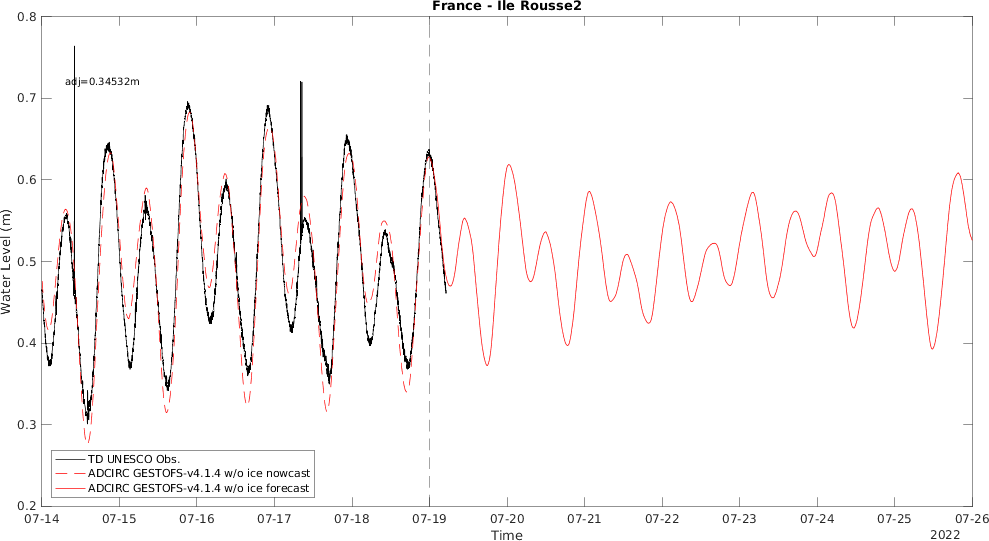 France - Ile Rousse2
0.8
0.7
0.6
0.5
0.4
0.3
0.2
Water Level (m)
adj=0.34532m
TD UNESCO Obs.
ADCIRC GESTOFS-v4.1.4 w/o ice nowcast
ADCIRC GESTOFS-v4.1.4 w/o ice forecast
07-14 07-15 07-16 07-17 07-18 07-19 07-20 07-21 07-22 07-23 07-24 07-25 07-26
Time
2022